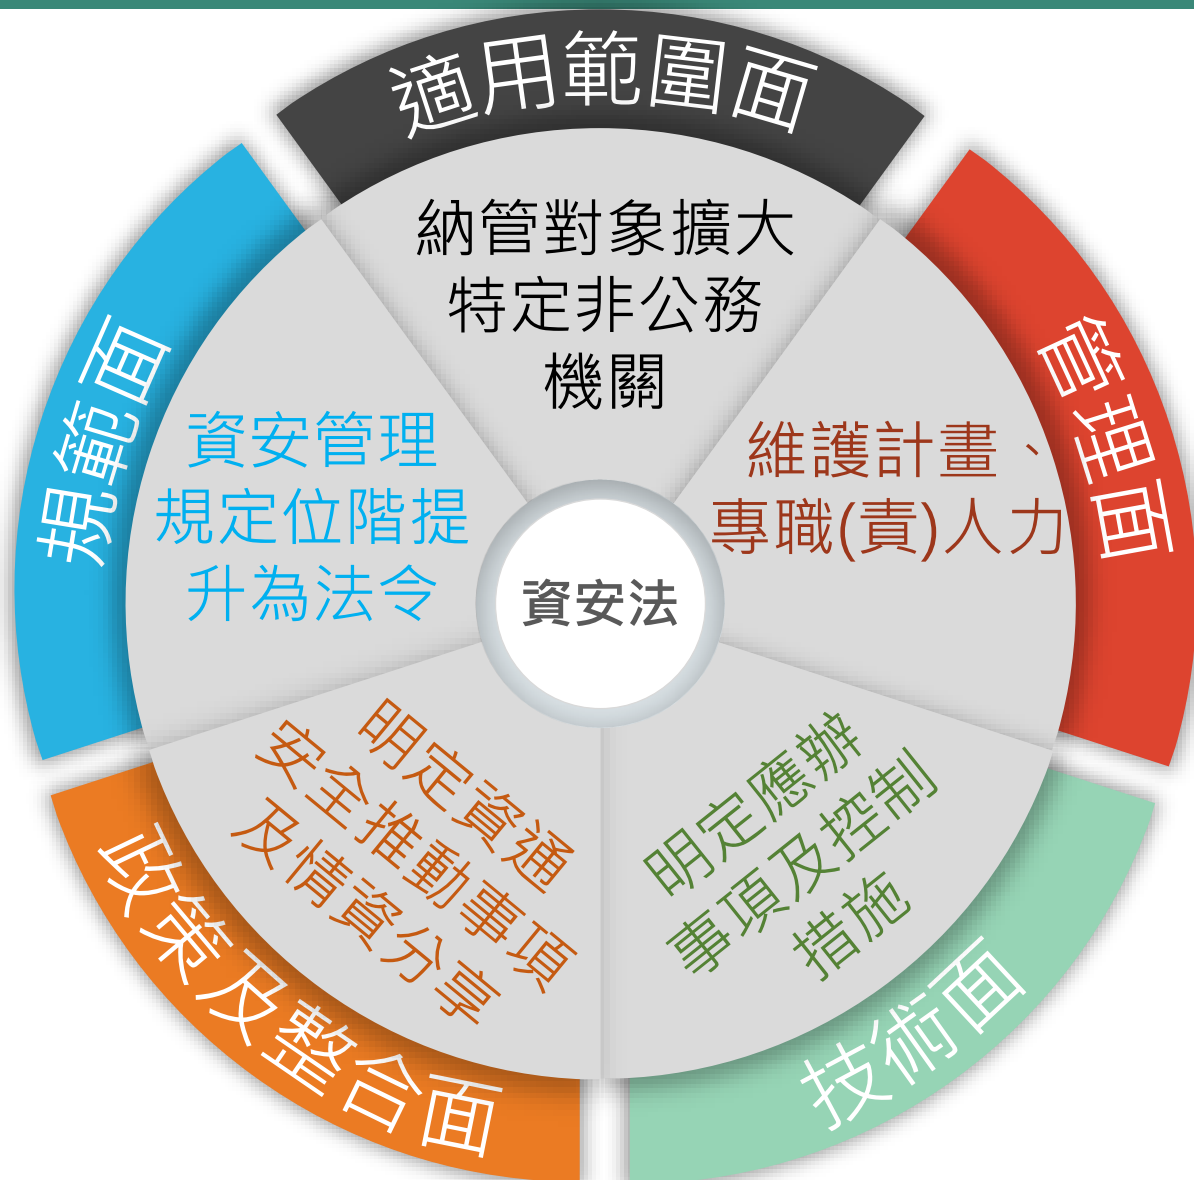 適用範圍面
納管對象擴大
特定非公務
機關
管理面
維護計畫、
專職(責)人力
技術面
明定應辦
事項及控制
措施
政策及整合面
明定資通
安全推動事項
及情資分享
規範面
資安管理
規定位階提
升為法令
資安法